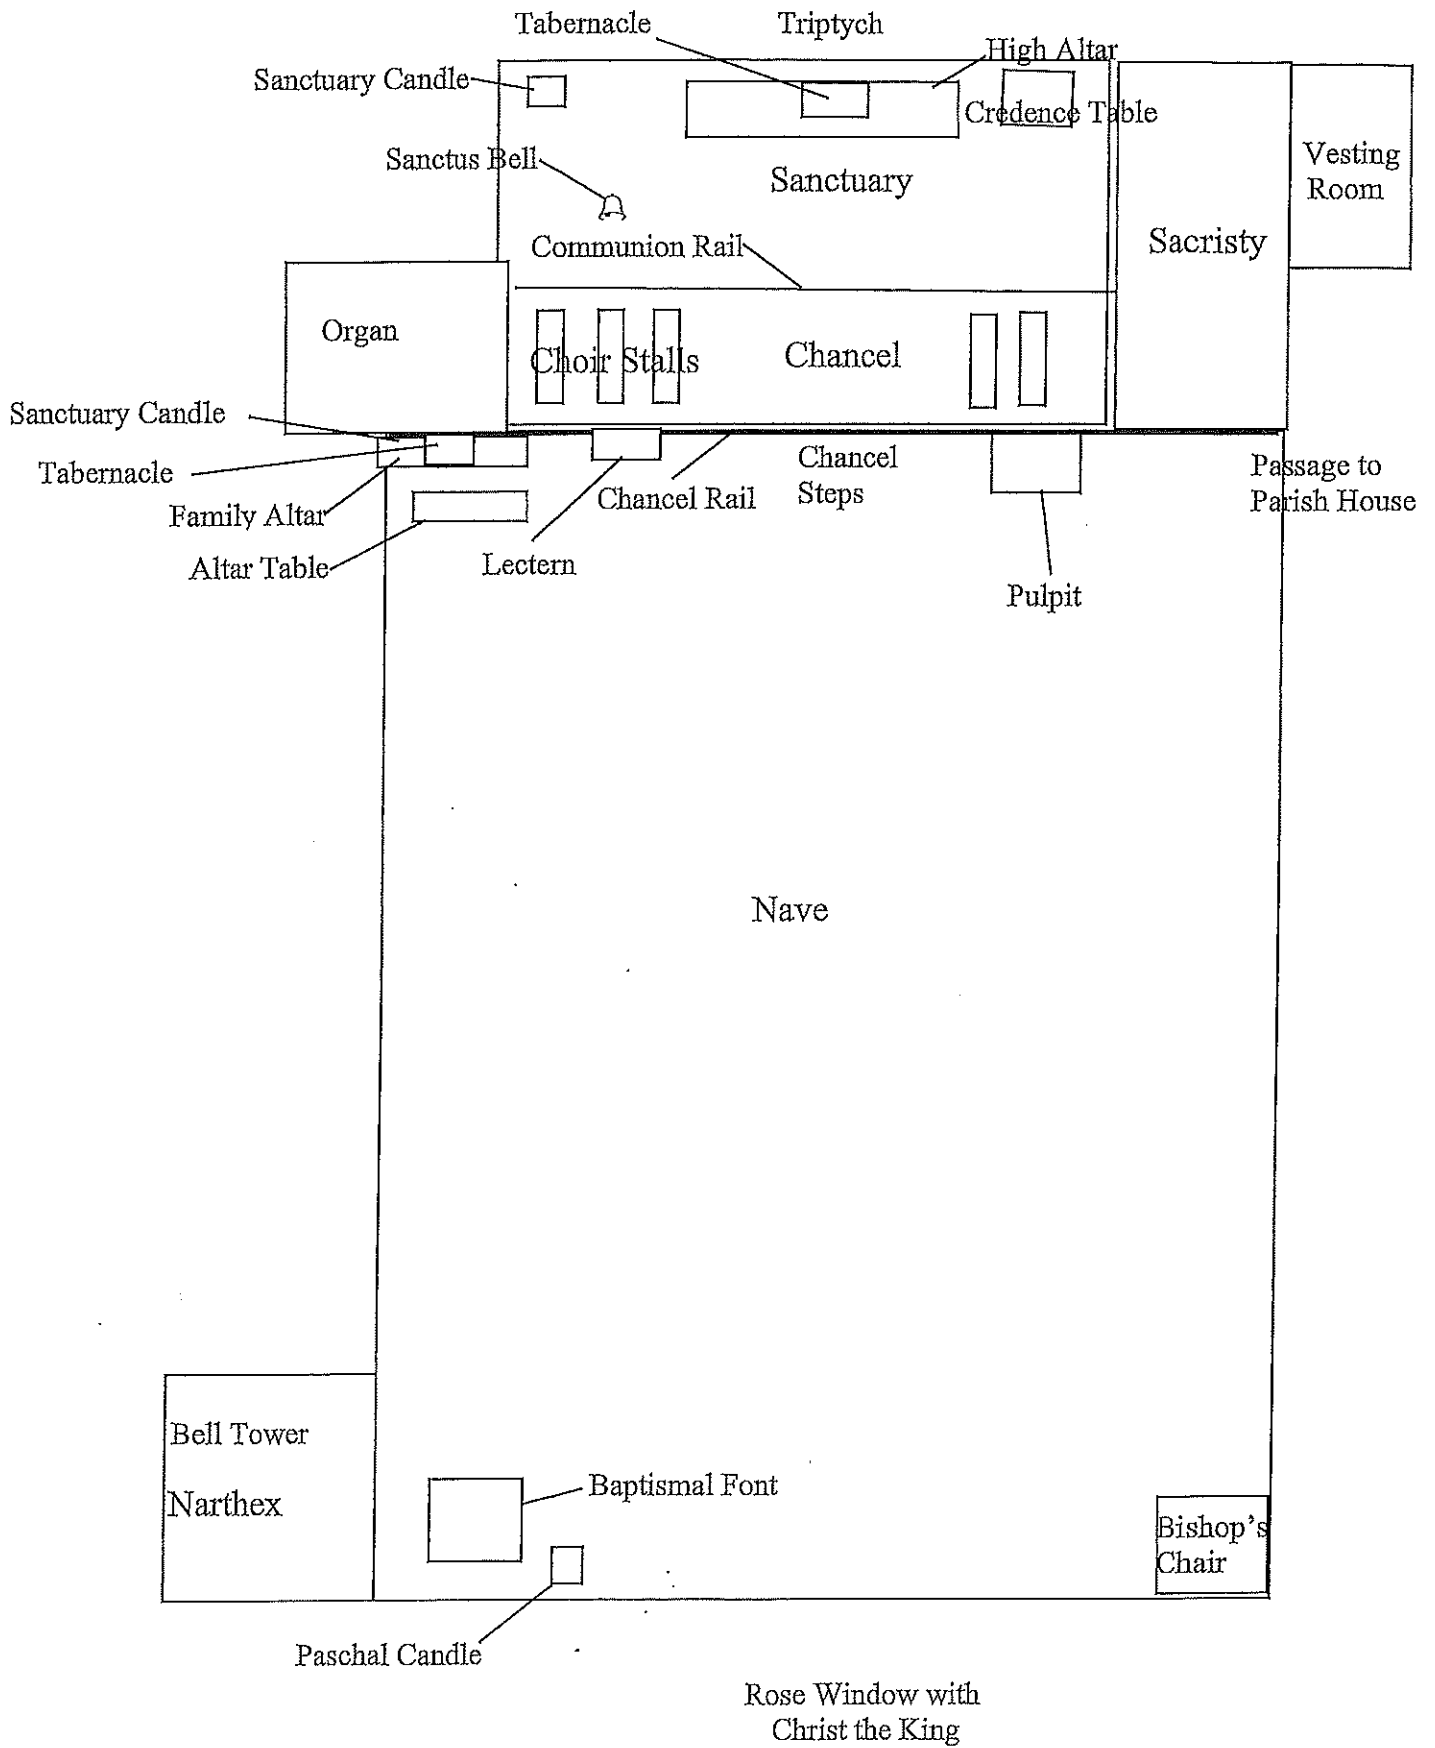 Tabernacle
Triptych
High Altar
Sanctuary Candle
Credence Table
Sanctus Bell
Sanctuary
Vesting
Room
Communion Rail
Sacristy
Organ
Choir Stalls
Chancel
Sanctuary Candle
Tabernacle
Family Altar
Altar Table
Lectern
Chancel Rail
Chancel
Steps
Pulpit
Passage to
Parish House
Nave
Bell Tower
Narthex
Baptismal Font
Bishop's
Chair
Paschal Candle
Rose Window with
Christ the King